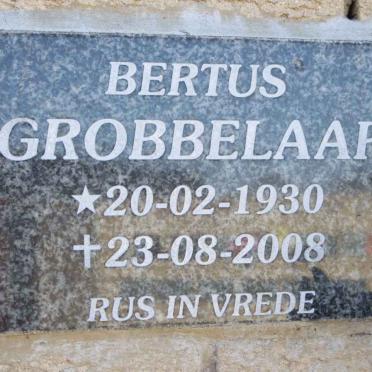 BERTUS
GROBBELAAR
★20-02-1930
✝23-08-2008
RUS IN VREDE